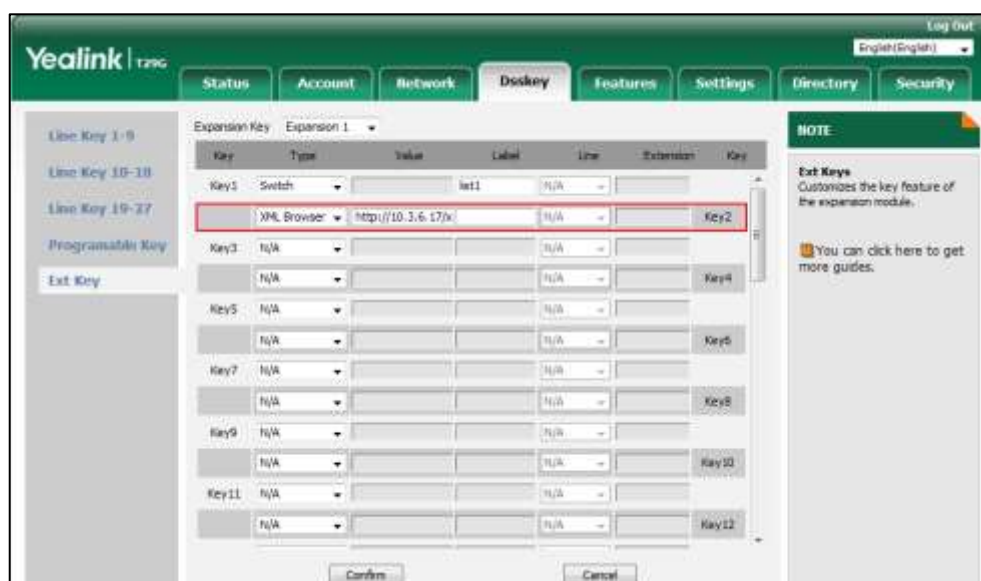 Log Out
Yealink T29G
English(English)
Status Account Network Dsskey Features Settings Directory Security
Line Key 1-9
Line Key 10-18
Line Key 19-27
Programable Key
Ext Key
Expansion Key Expansion 1
Key Type Value Label Line Extension Key
Key1 Switch list1 N/A
XML Browser http://10.3.6.17/x N/A Key2
Key3 N/A N/A
N/A N/A Key4
Key5 N/A N/A
N/A N/A Key6
Key7 N/A N/A
N/A N/A Key8
Key9 N/A N/A
N/A N/A Key10
Key11 N/A N/A
N/A N/A Key12
Confirm Cancel
NOTE
Ext Keys
Customizes the key feature of
the expansion module.
You can click here to get
more guides.